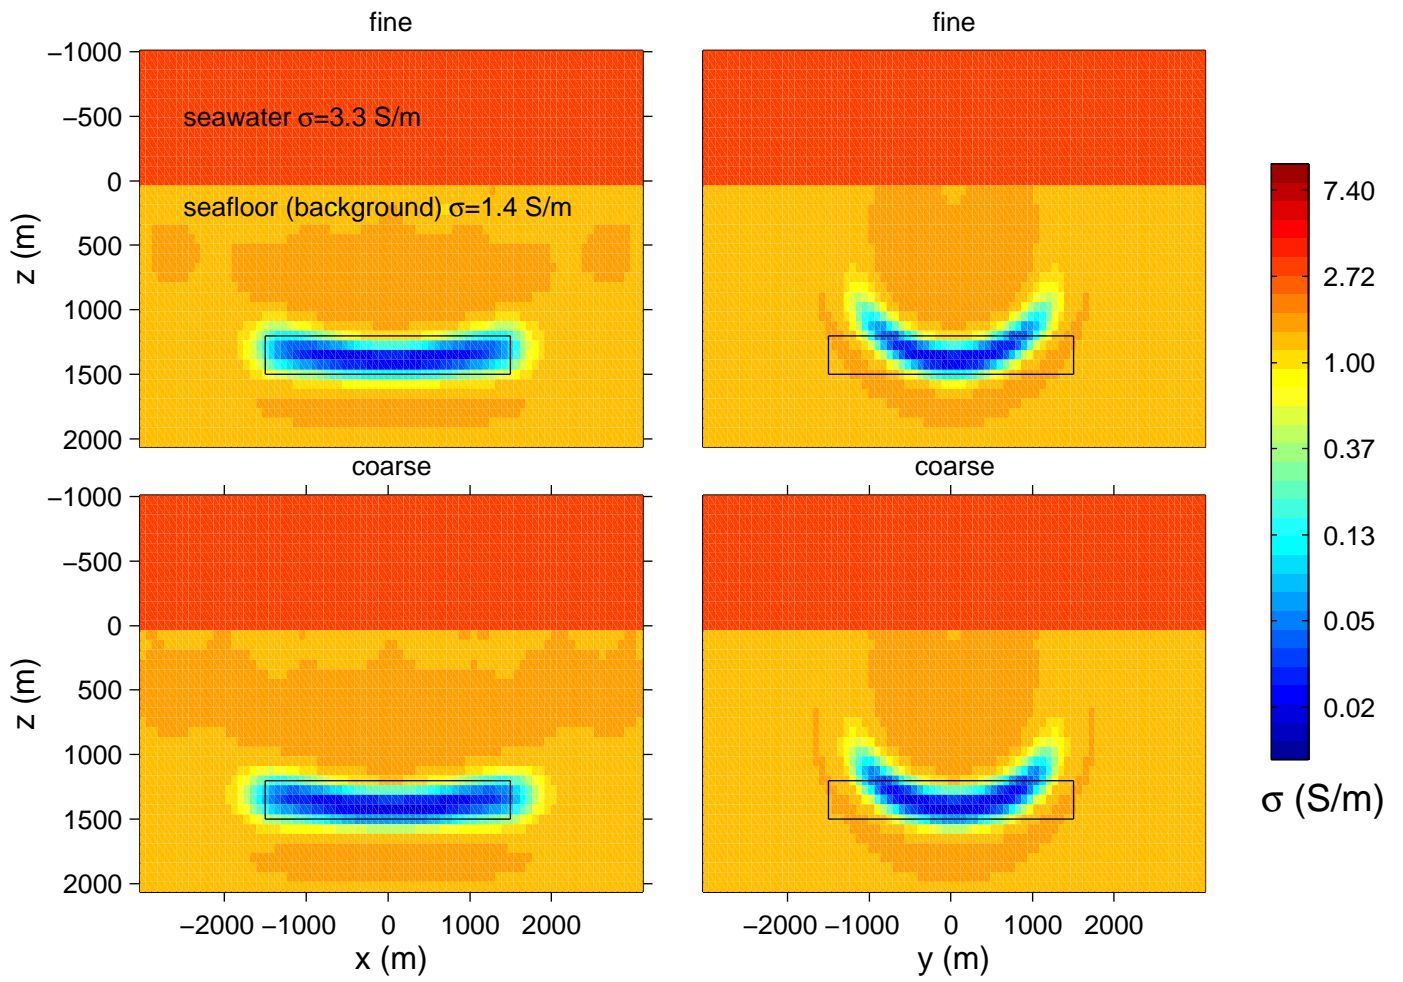 fine
fine
−1000
−500
0
500
1000
1500
2000
z (m)
seawater σ=3.3 S/m
seafloor (background) σ=1.4 S/m
coarse
coarse
−1000
−500
0
500
1000
1500
2000
z (m)
−2000 −1000 0 1000 2000
x (m)
−2000 −1000 0 1000 2000
y (m)
7.40
2.72
1.00
0.37
0.13
0.05
0.02
σ (S/m)